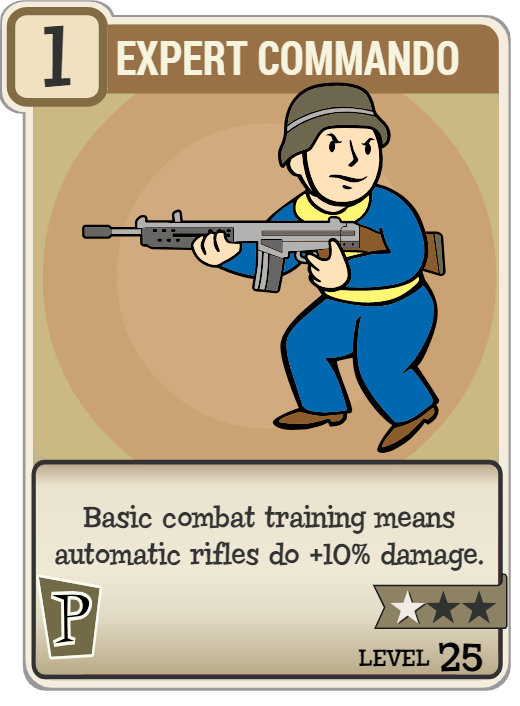 1
EXPERT COMMANDO
Basic combat training means
automatic rifles do +10% damage.
P
LEVEL 25